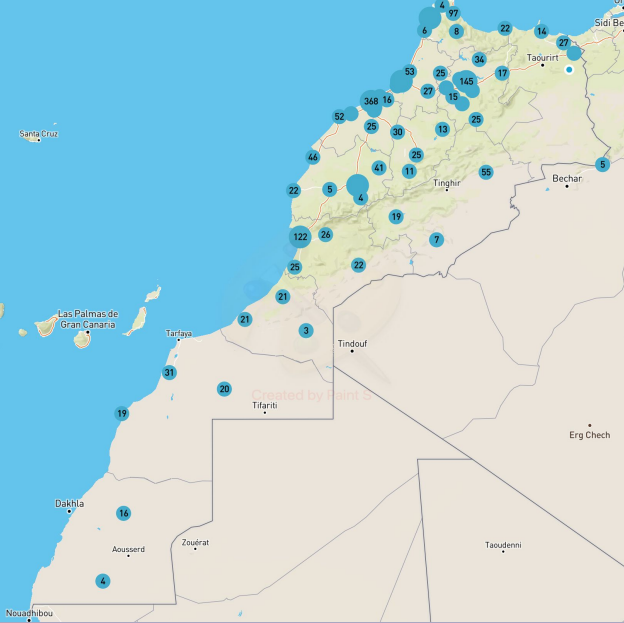 4
97
6
8
22
14
27
Sidi Be
34
Taourirt
53
25
17
145
27
15
368
16
52
25
30
13
25
46
41
25
11
55
5
Santa Cruz
22
5
4
Tinghir
Bechar
19
122
26
7
25
22
21
Las Palmas de
Gran Canaria
21
3
Tarfaya
Tindouf
31
20
Created by Paint S
19
Tifariti
Erg Chech
Dakhla
16
Aousserd
Zouérat
Taoudenni
4
Nouadhibou